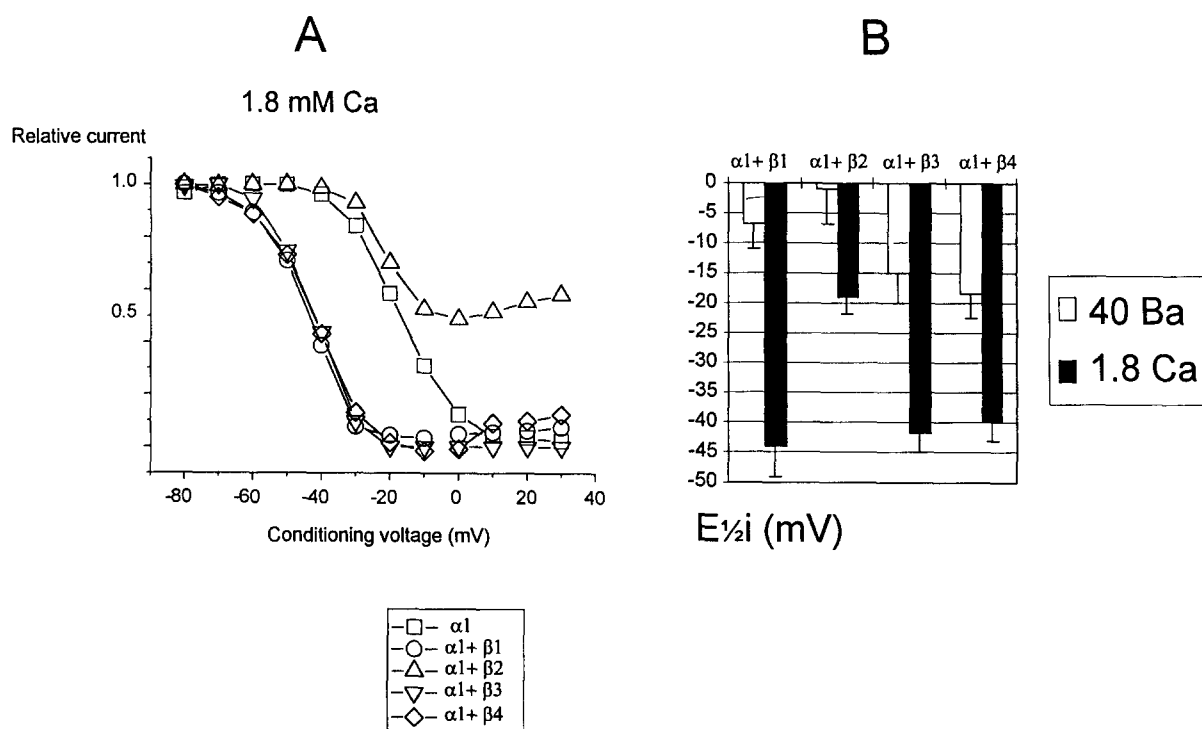 A
1.8 mM Ca
Relative current
1.0
0.5
-80 -60 -40 -20 0 20 40
Conditioning voltage (mV)
α1
α1+ β1
α1+ β2
α1+ β3
α1+ β4
B
α1+ β1 α1+ β2 α1+ β3 α1+ β4
0
-5
-10
-15
-20
-25
-30
-35
-40
-45
-50
E½i (mV)
40 Ba
1.8 Ca